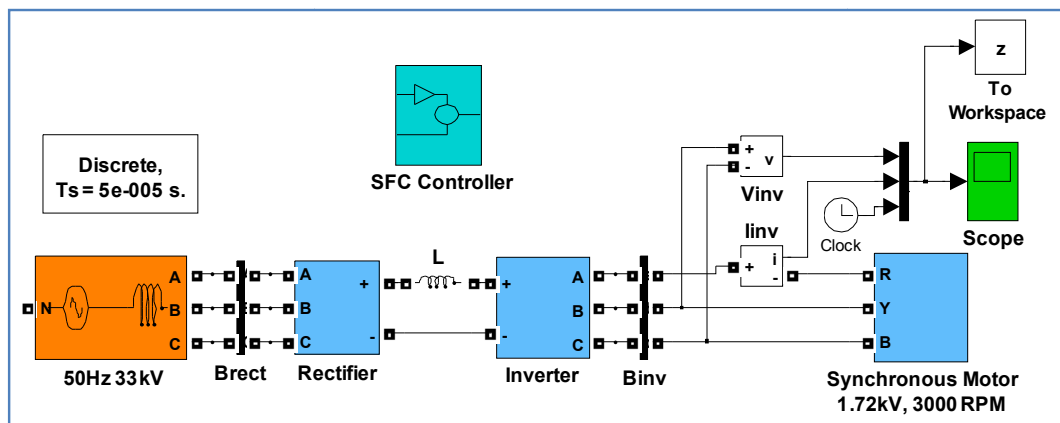 z
To
Workspace
Discrete,
Ts = 5e-005 s.
SFC Controller
+
-
v
Vinv
Iinv
+
i
-
Clock
Scope
N
A
B
C
50Hz 33kV
Brect
A
B
C
+
-
Rectifier
L
+
-
A
B
C
Inverter
Binv
R
Y
B
Synchronous Motor
1.72kV, 3000 RPM